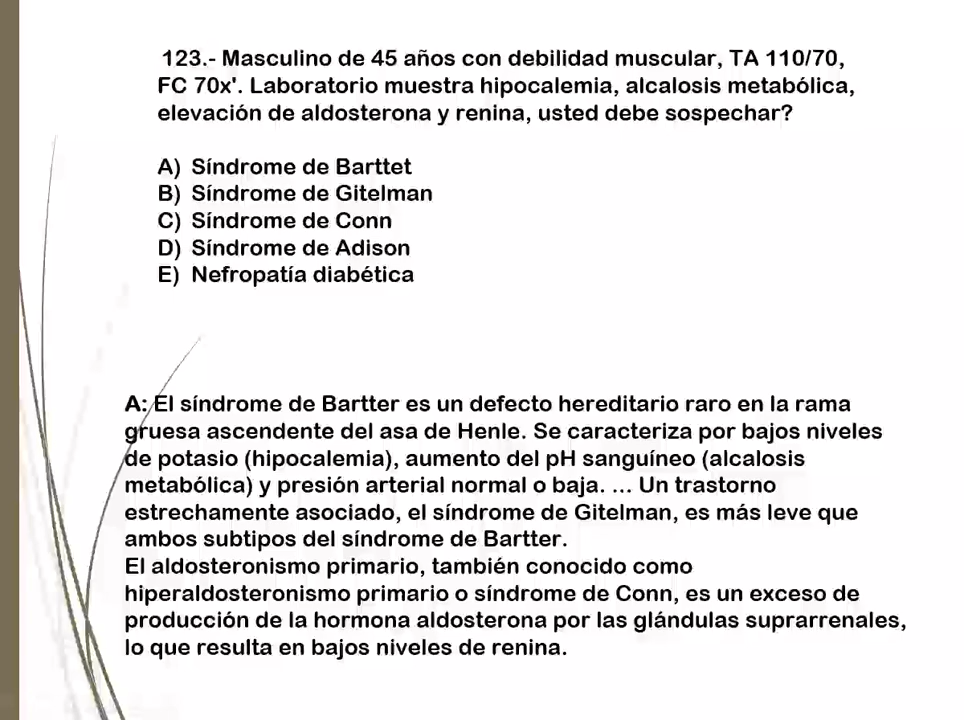 123.- Masculino de 45 años con debilidad muscular, TA 110/70,
FC 70x'. Laboratorio muestra hipocalemia, alcalosis metabólica,
elevación de aldosterona y renina, usted debe sospechar?
A) Síndrome de Barttet
B) Síndrome de Gitelman
C) Síndrome de Conn
D) Síndrome de Adison
E) Nefropatía diabética
A: El síndrome de Bartter es un defecto hereditario raro en la rama
gruesa ascendente del asa de Henle. Se caracteriza por bajos niveles
de potasio (hipocalemia), aumento del pH sanguíneo (alcalosis
metabólica) y presión arterial normal o baja. ... Un trastorno
estrechamente asociado, el síndrome de Gitelman, es más leve que
ambos subtipos del síndrome de Bartter.
El aldosteronismo primario, también conocido como
hiperaldosteronismo primario o síndrome de Conn, es un exceso de
producción de la hormona aldosterona por las glándulas suprarrenales,
lo que resulta en bajos niveles de renina.